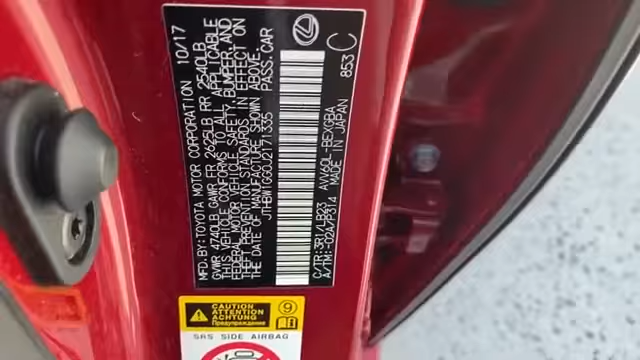 MFD. BY: TOYOTA MOTOR CORPORATION 10/17
GVWR 4740LB GAWR FR 2625LB RR 2540LB
THIS VEHICLE CONFORMS TO ALL APPLICABLE
FEDERAL MOTOR VEHICLE SAFETY, BUMPER, AND
THEFT PREVENTION STANDARDS IN EFFECT ON
THE DATE OF MANUFACTURE SHOWN ABOVE.
JTHBW1GG0J2171335 PASS. CAR
C/TR: 3R1/LB23 AVV60L-BEXGBA 853 C
A/TM: -02A/P314 MADE IN JAPAN
CAUTION
ATTENTION
ACHTUNG
Предупреждение
9
SRS SIDE AIRBAG